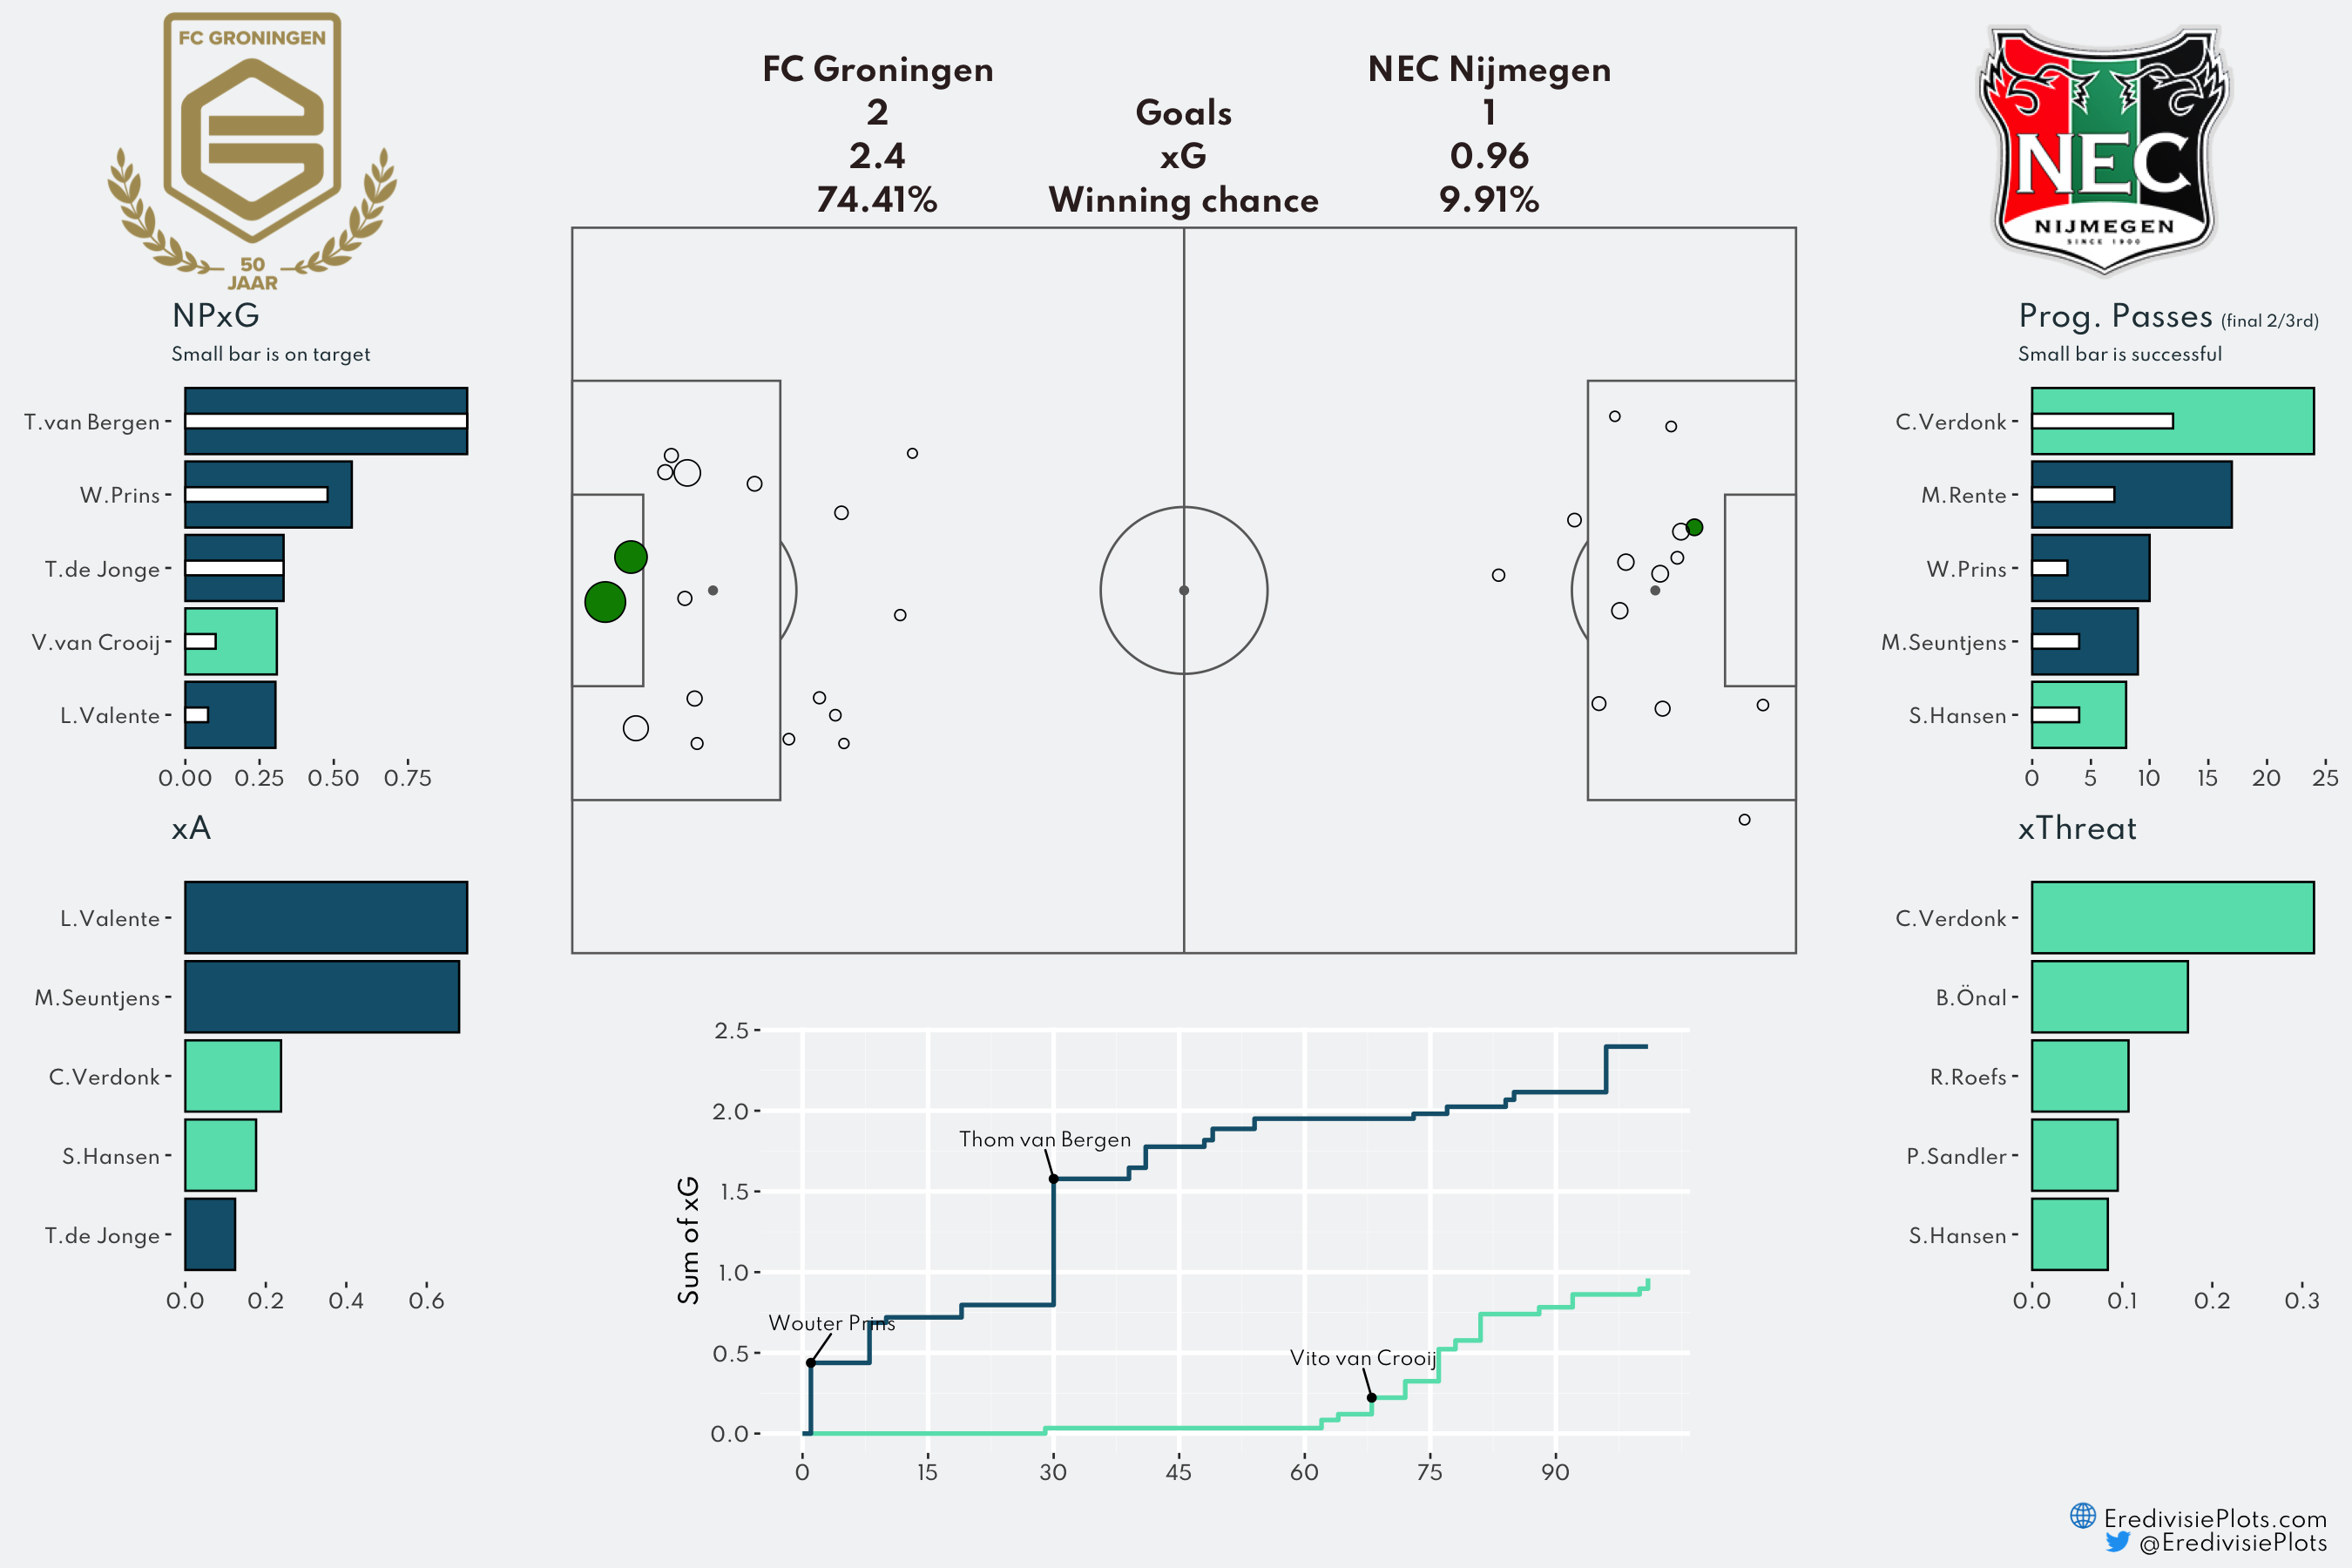 FC GRONINGEN
50
JAAR
FC Groningen NEC Nijmegen
2 Goals 1
2.4 xG 0.96
74.41% Winning chance 9.91%
NEC
NIJMEGEN
SINCE 1900
NPxG
Small bar is on target
T.van Bergen
W.Prins
T.de Jonge
V.van Crooij
L.Valente
0.00 0.25 0.50 0.75
Prog. Passes (final 2/3rd)
Small bar is successful
C.Verdonk
M.Rente
W.Prins
M.Seuntjens
S.Hansen
0 5 10 15 20 25
xA
L.Valente
M.Seuntjens
C.Verdonk
S.Hansen
T.de Jonge
0.0 0.2 0.4 0.6
Sum of xG
2.5
2.0
1.5
1.0
0.5
0.0
Thom van Bergen
Wouter Prins
Vito van Crooij
0 15 30 45 60 75 90
xThreat
C.Verdonk
B.Önal
R.Roefs
P.Sandler
S.Hansen
0.0 0.1 0.2 0.3
EredivisiePlots.com
@EredivisiePlots